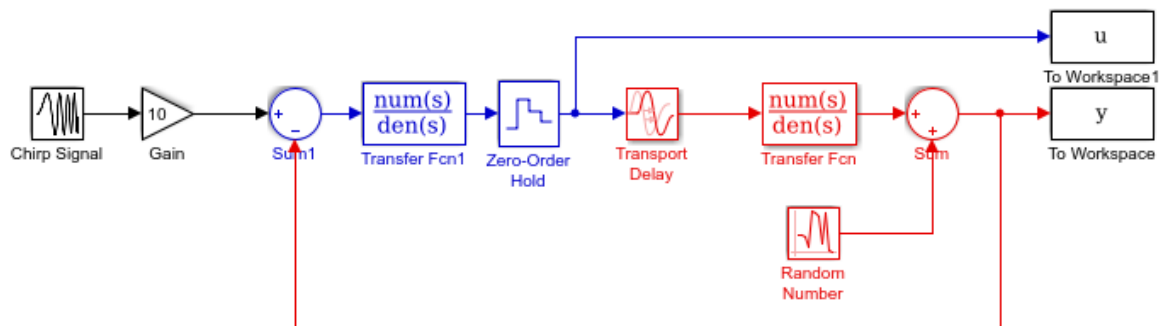 u
To Workspace1
10
+
−
num(s)
den(s)
num(s)
den(s)
+
+
y
Chirp Signal
Gain
Sum1
Transfer Fcn1
Zero-Order
Hold
Transport
Delay
Transfer Fcn
Sum
To Workspace
Random
Number